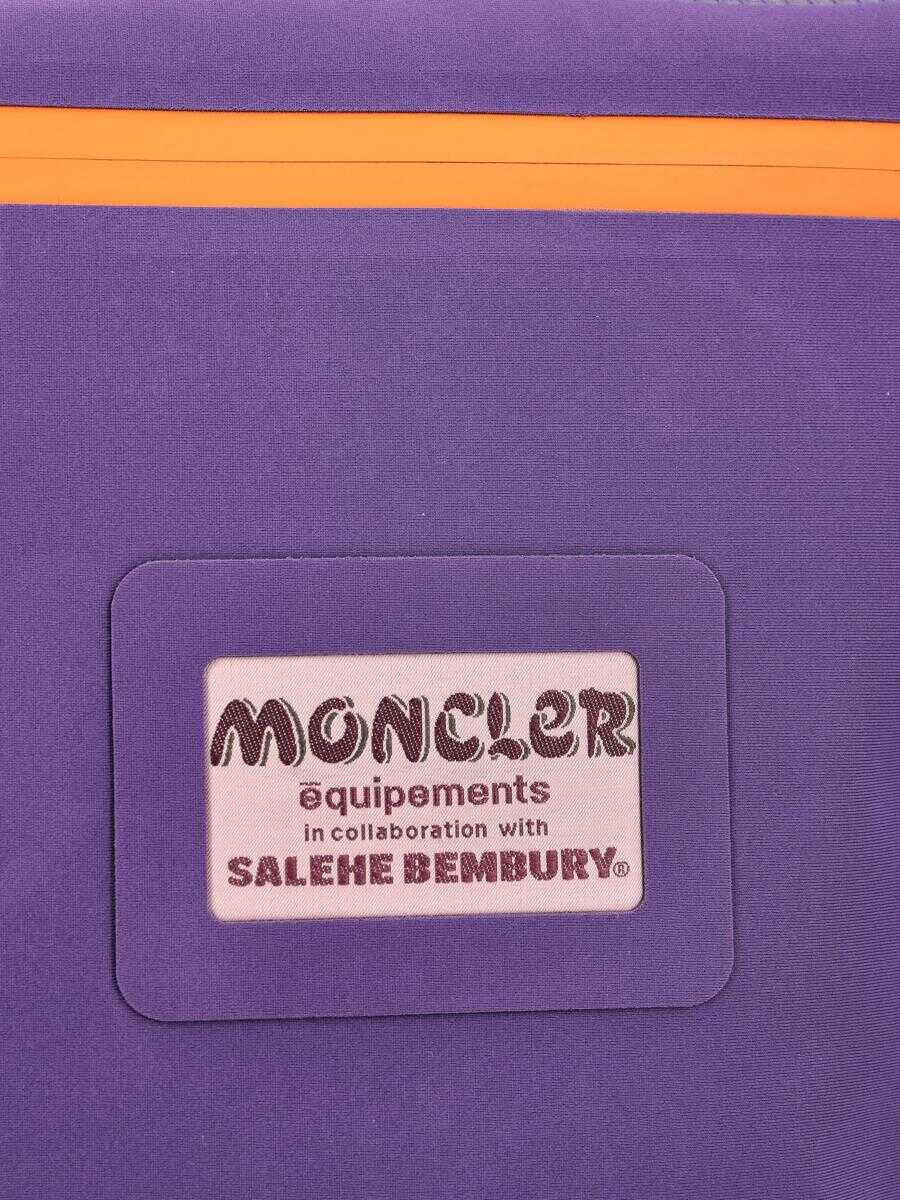 MONCLER
ēquipements
in collaboration with
SALEHE BEMBURY®